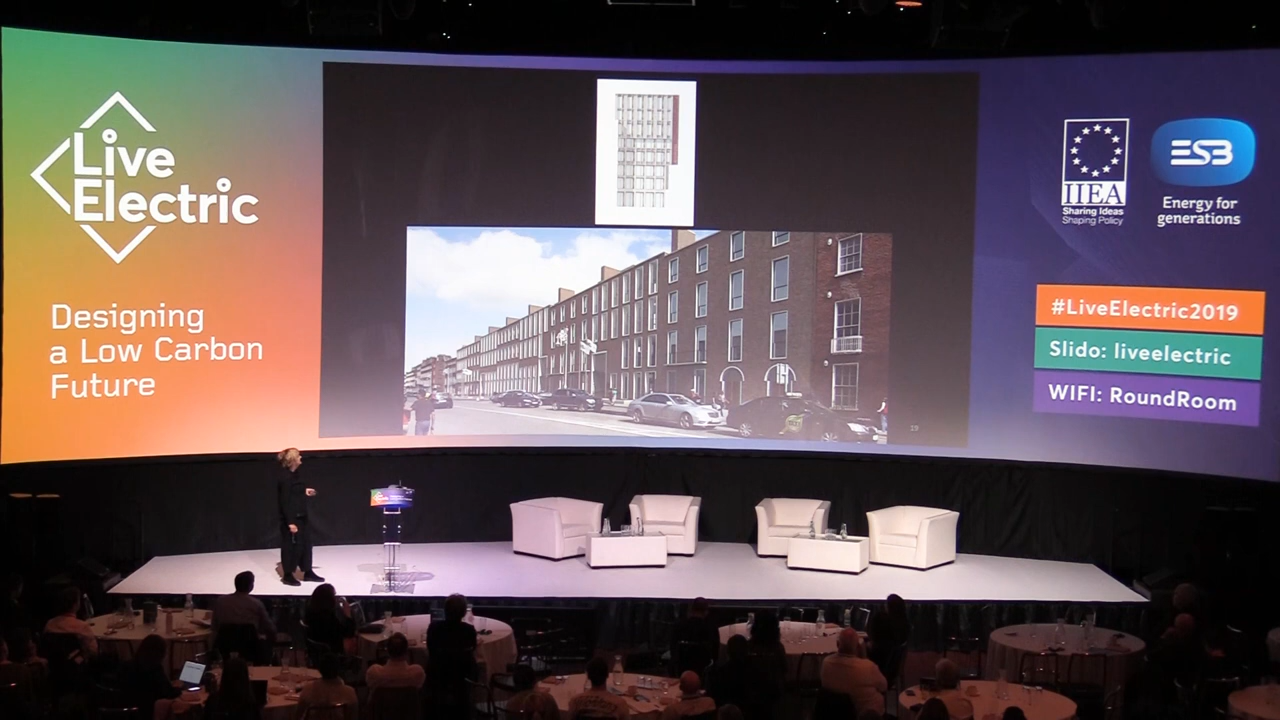 Live
Electric
Designing
a Low Carbon
Future
IIEA
Sharing Ideas
Shaping Policy
ESB
Energy for
generations
#LiveElectric2019
Slido: liveelectric
WIFI: RoundRoom